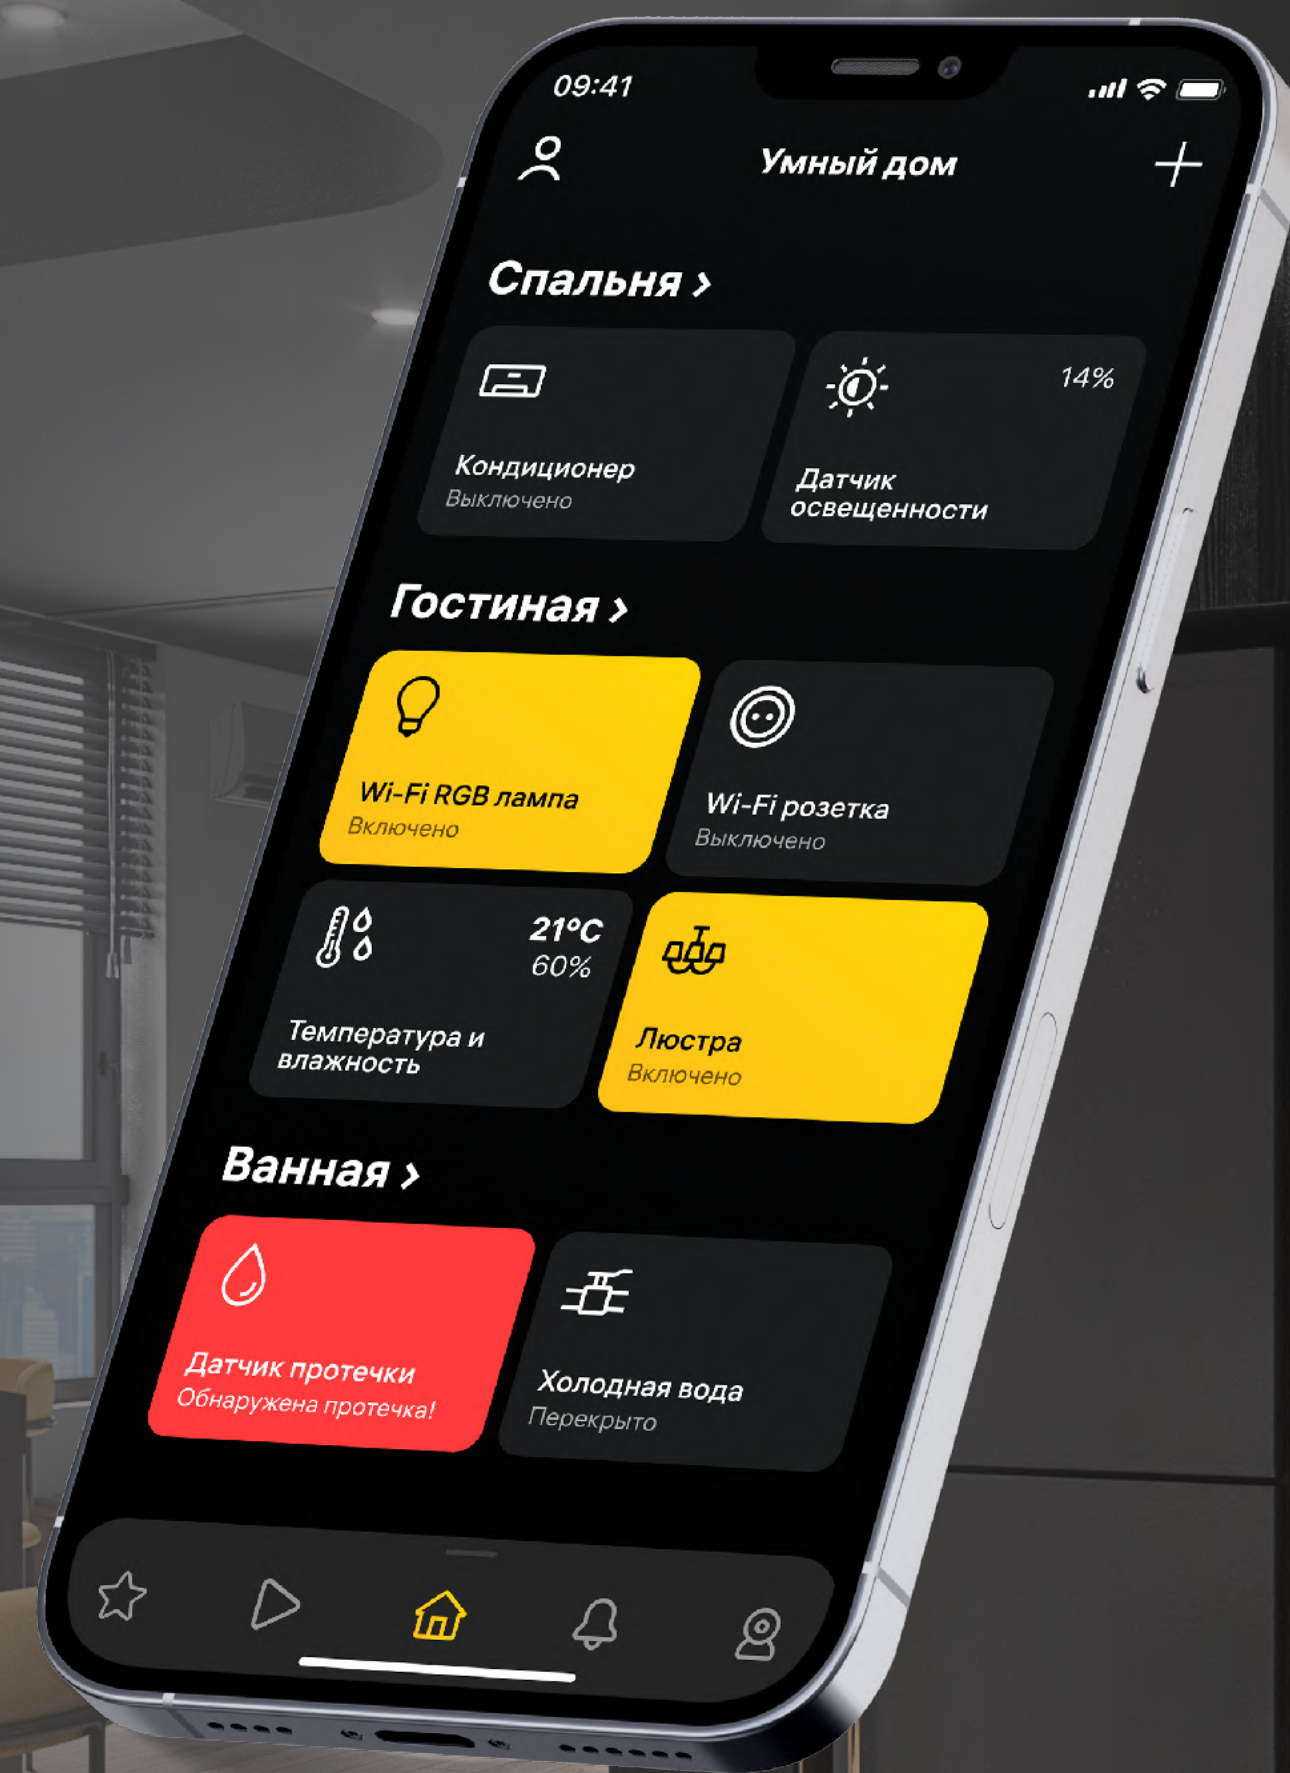 09:41
Умный дом
Спальня
14%
Кондиционер
Выключено
Датчик
освещенности
Гостиная
Wi-Fi RGB лампа
Включено
Wi-Fi розетка
Выключено
21°C
60%
Температура и
влажность
Люстра
Включено
Ванная
Датчик протечки
Обнаружена протечка!
Холодная вода
Перекрыто